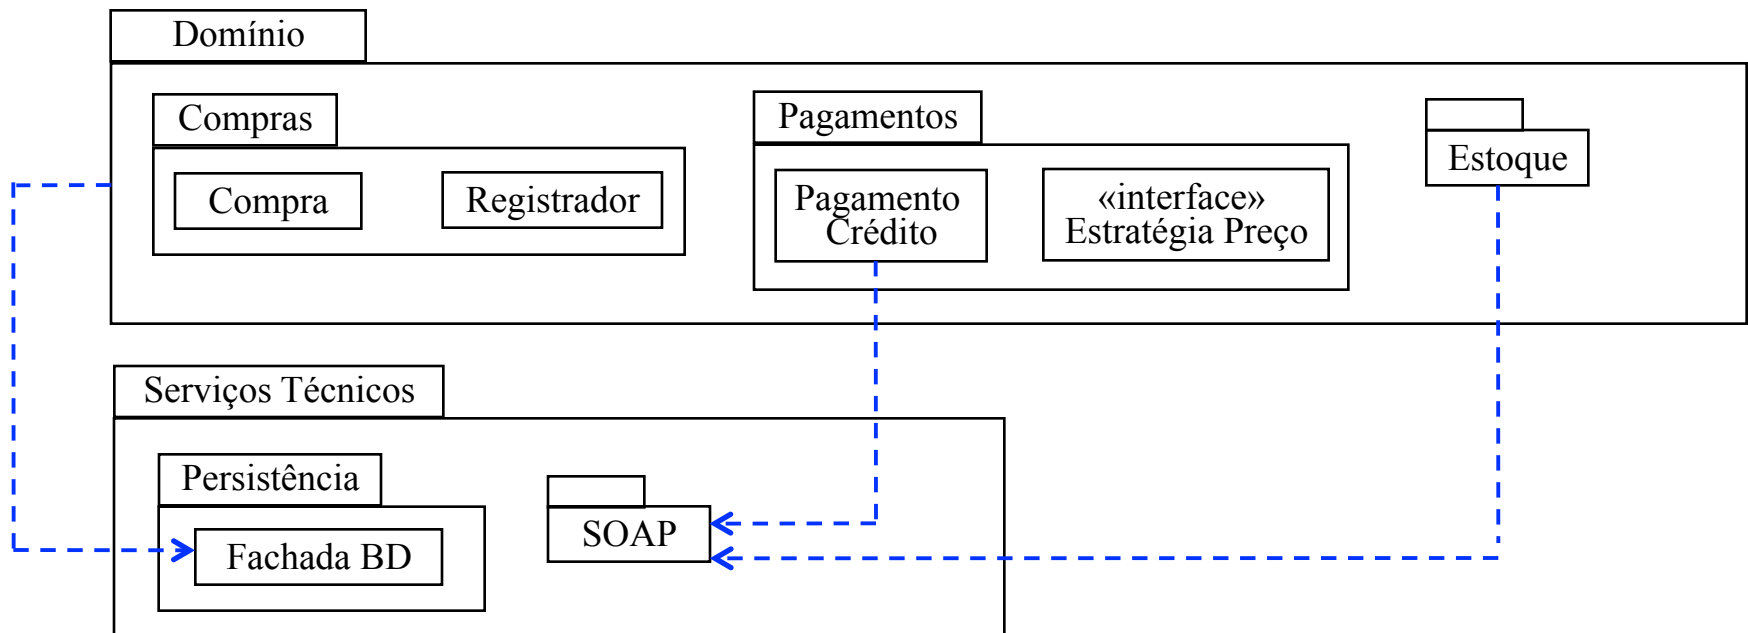 Domínio
Compras
Compra
Registrador
Pagamentos
Pagamento
Crédito
«interface»
Estratégia Preço
Estoque
Serviços Técnicos
Persistência
Fachada BD
SOAP